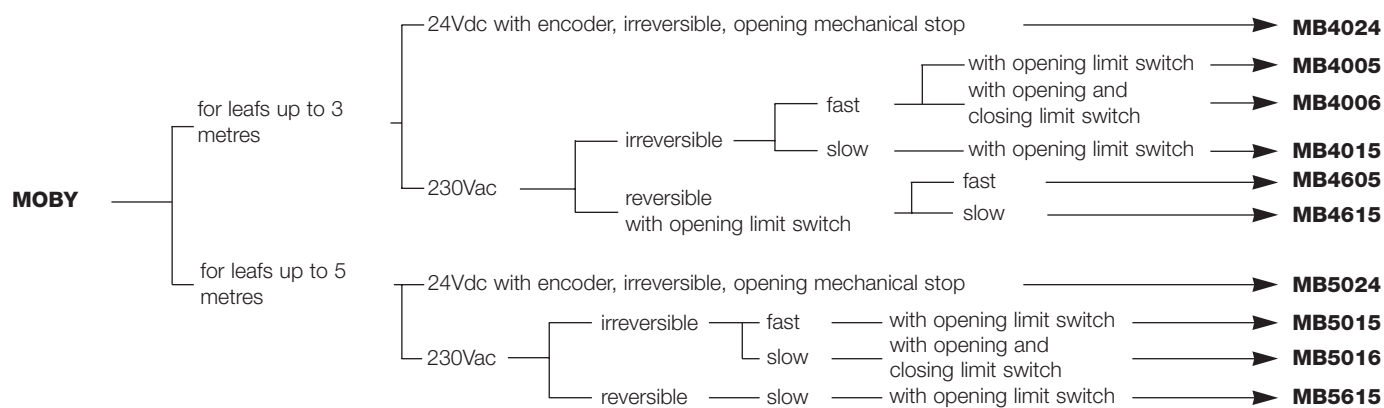 24Vdc with encoder, irreversible, opening mechanical stop MB4024
with opening limit switch MB4005
for leafs up to 3
metres
fast
with opening and
closing limit switch
MB4006
irreversible
slow with opening limit switch MB4015
MOBY
230Vac
fast MB4605
reversible
with opening limit switch
slow MB4615
for leafs up to 5
metres
24Vdc with encoder, irreversible, opening mechanical stop MB5024
irreversible fast with opening limit switch MB5015
230Vac
slow
with opening and
closing limit switch
MB5016
reversible slow with opening limit switch MB5615